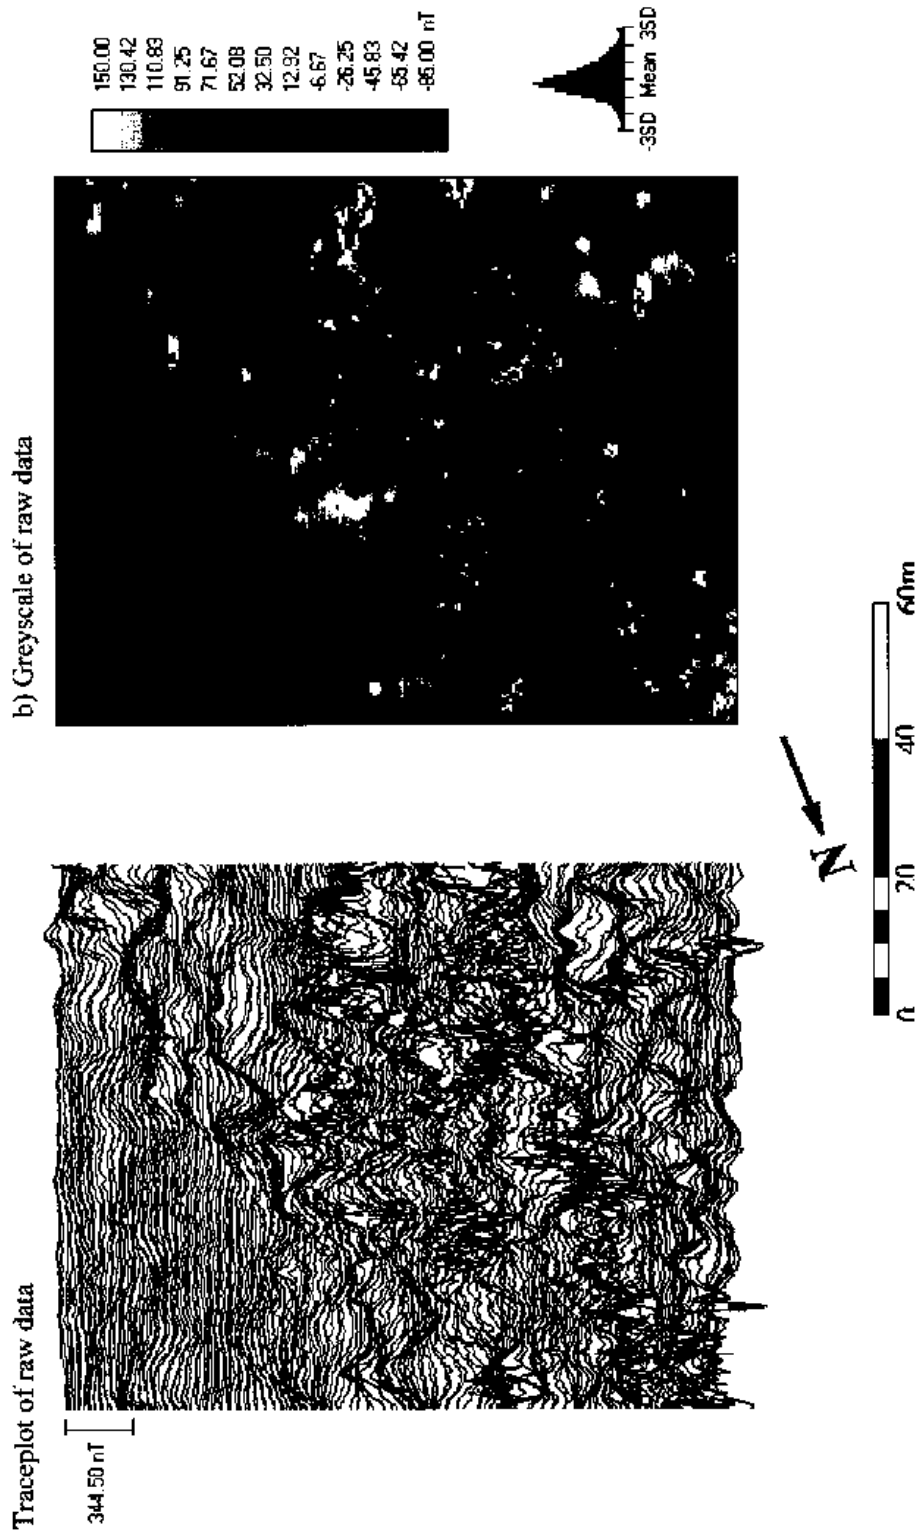 Traceplot of raw data
344.50 nT
b) Greyscale of raw data
150.00
130.42
110.83
91.25
71.67
52.08
32.50
12.92
-6.67
-26.25
-45.83
-65.42
-85.00 nT
-3SD Mean 3SD
N
0 20 40 60m